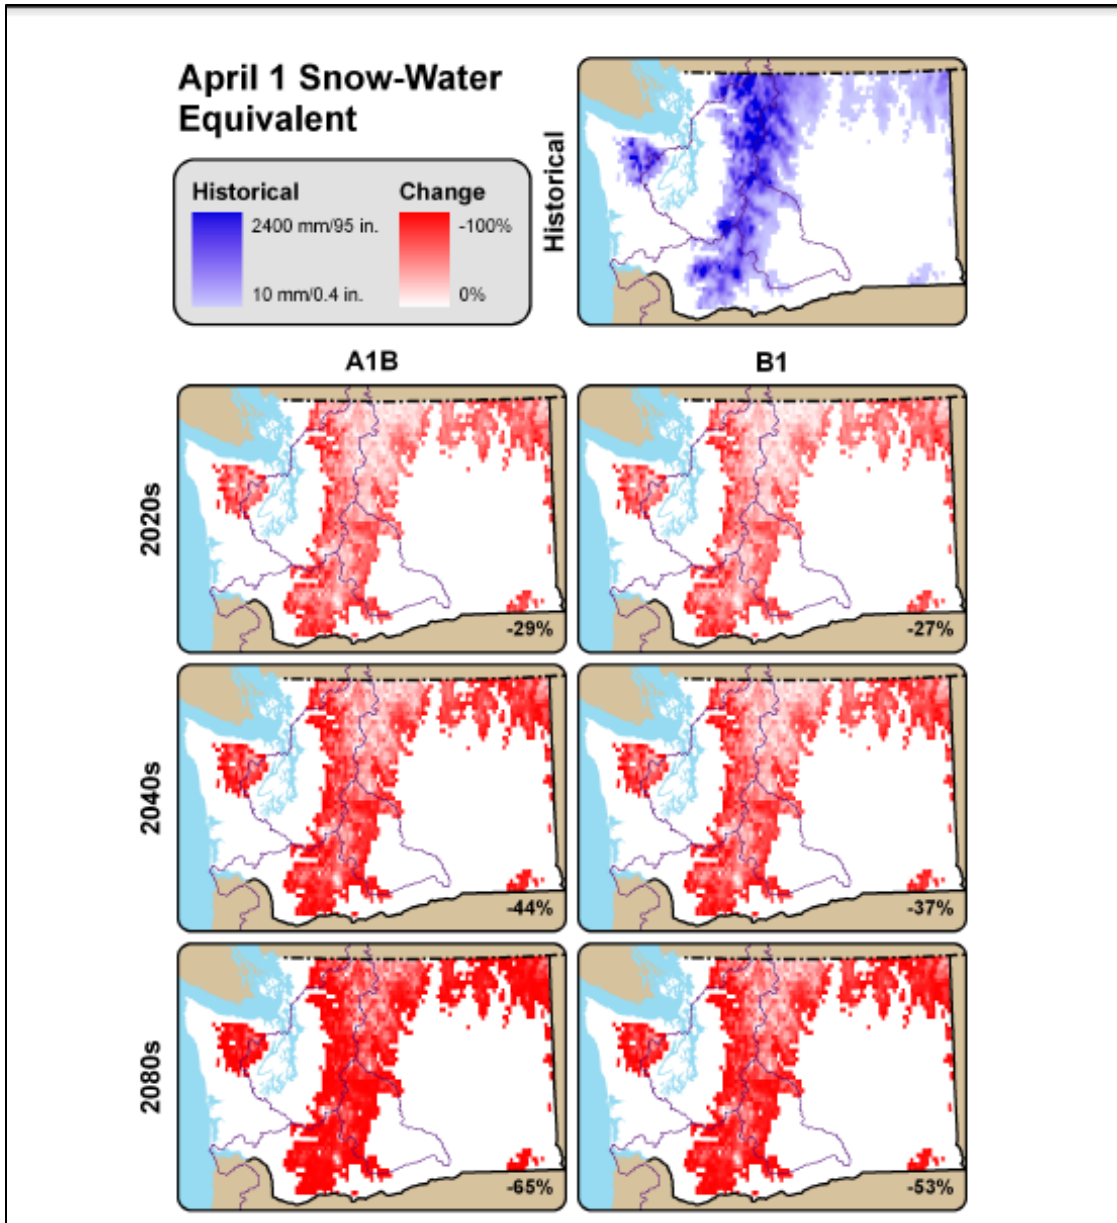 April 1 Snow-Water
Equivalent
Historical
Change
2400 mm/95 in.
-100%
10 mm/0.4 in.
0%
Historical
A1B
B1
2020s
-29%
-27%
2040s
-44%
-37%
2080s
-65%
-53%